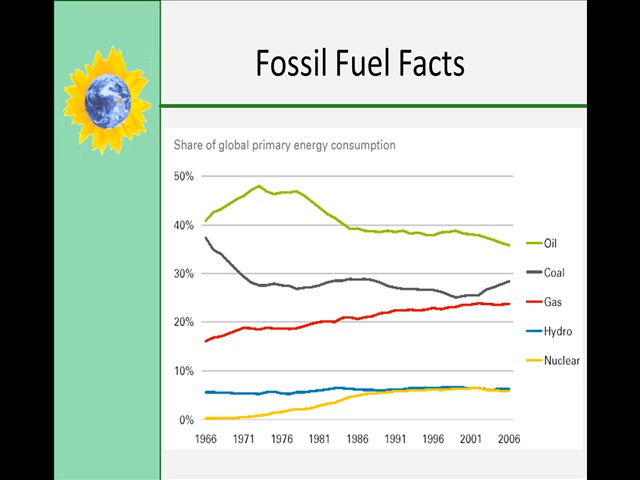 Fossil Fuel Facts
Share of global primary energy consumption
50%
40%
30%
20%
10%
0%
1966 1971 1976 1981 1986 1991 1996 2001 2006
Oil
Coal
Gas
Hydro
Nuclear